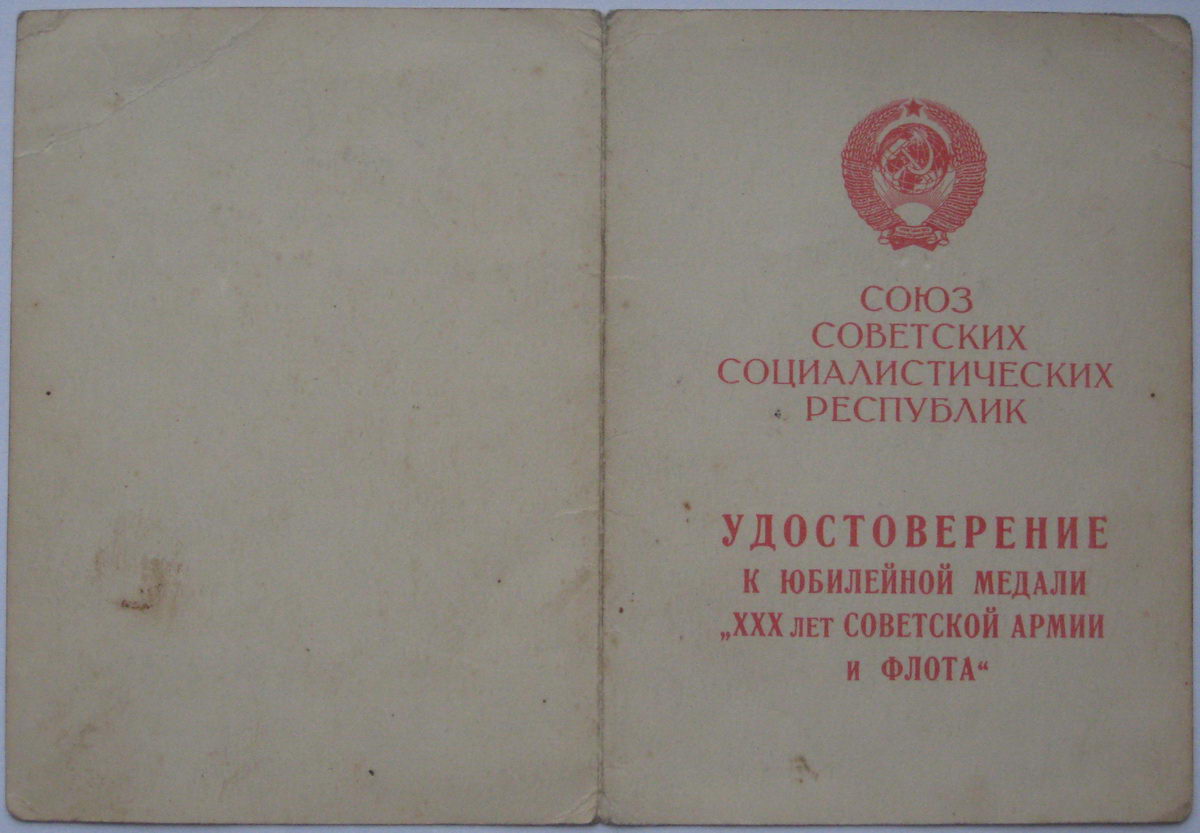 СОЮЗ
СОВЕТСКИХ
СОЦИАЛИСТИЧЕСКИХ
РЕСПУБЛИК
УДОСТОВЕРЕНИЕ
К ЮБИЛЕЙНОЙ МЕДАЛИ
„XXX ЛЕТ СОВЕТСКОЙ АРМИИ
И ФЛОТА“